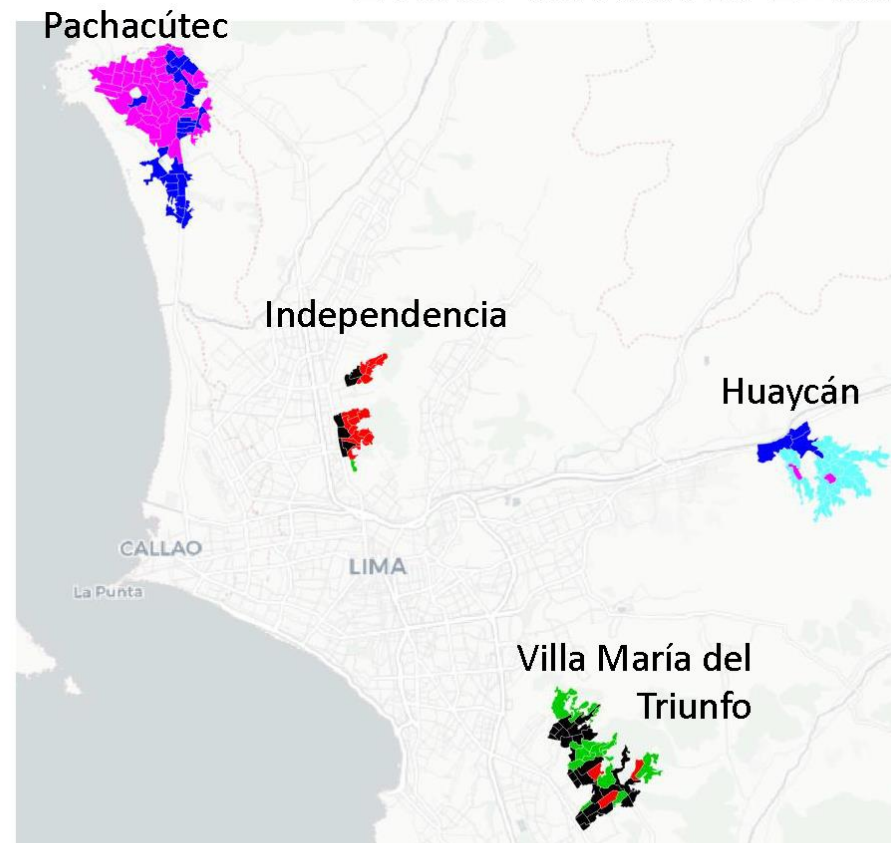 Pachacútec
Independencia
Huaycán
CALLAO
LIMA
La Punta
Villa María del
Triunfo